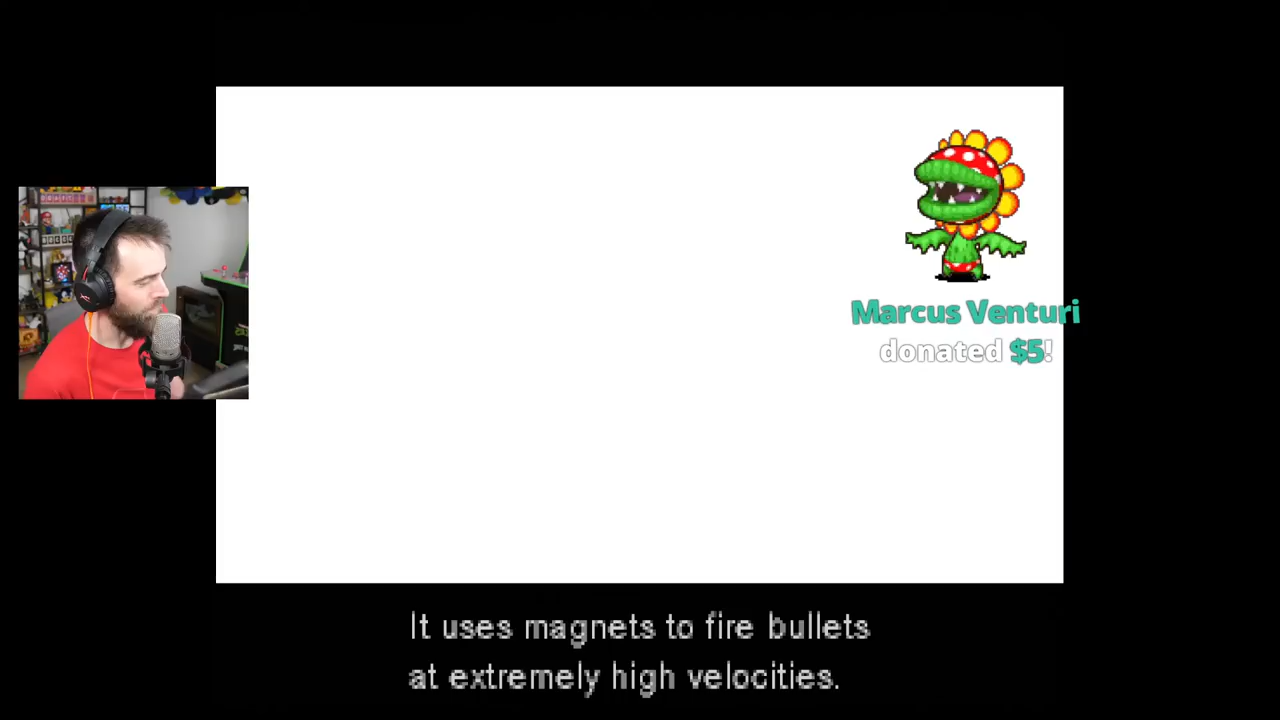 Marcus Venturi
donated $5!
It uses magnets to fire bullets
at extremely high velocities.